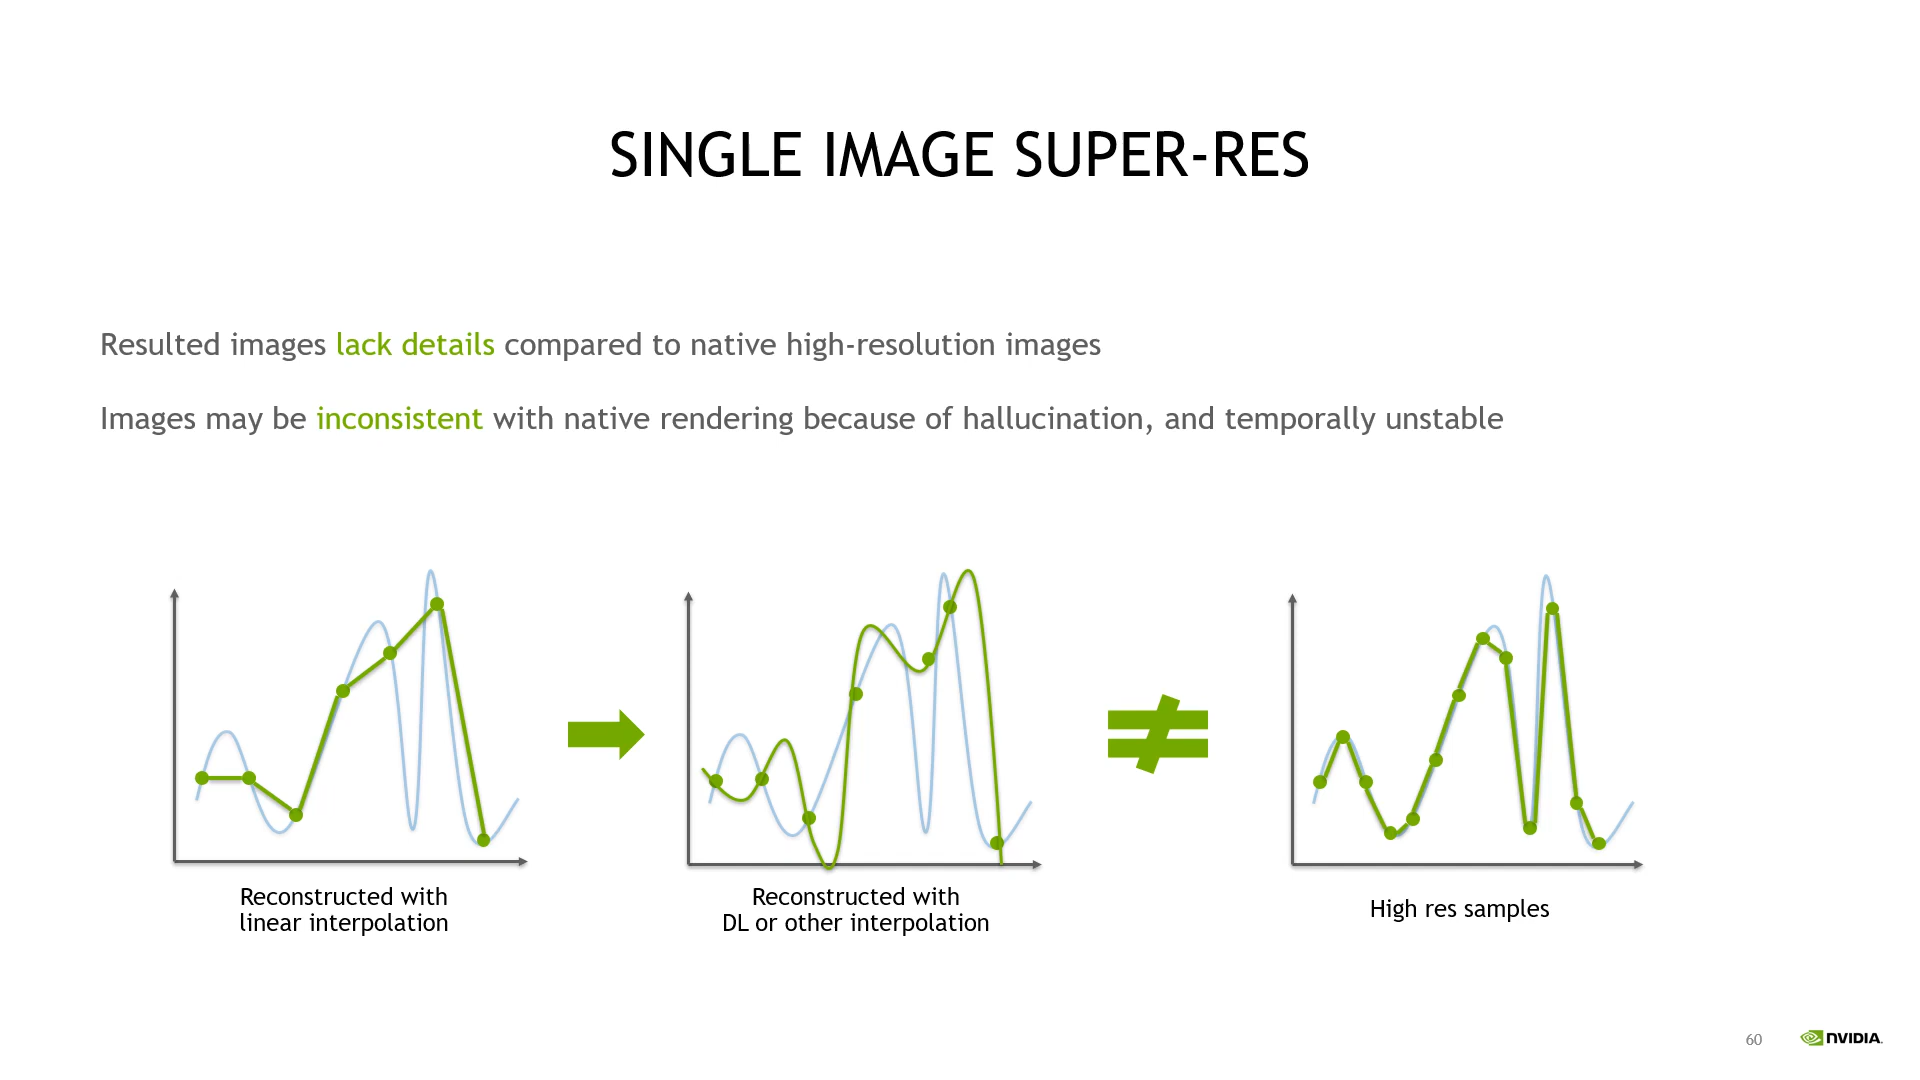 SINGLE IMAGE SUPER-RES
Resulted images lack details compared to native high-resolution images
Images may be inconsistent with native rendering because of hallucination, and temporally unstable
Reconstructed with
linear interpolation
Reconstructed with
DL or other interpolation
High res samples
60
NVIDIA.